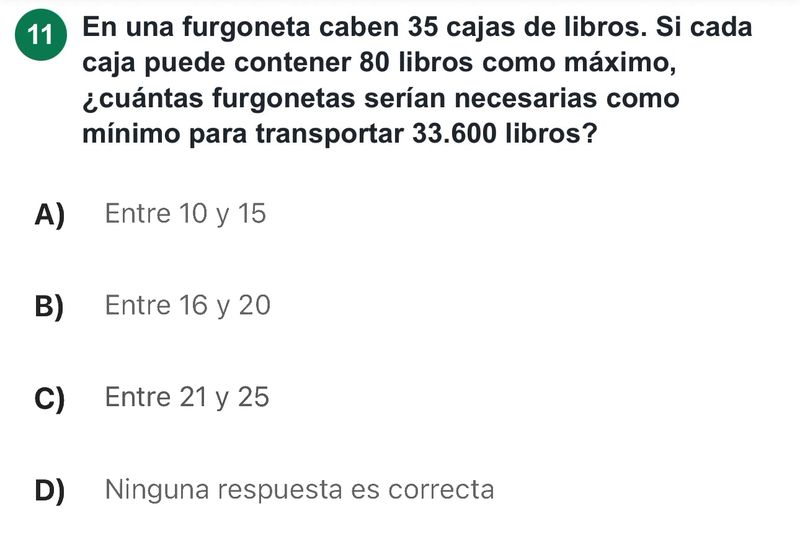 11 En una furgoneta caben 35 cajas de libros. Si cada
caja puede contener 80 libros como máximo,
¿cuántas furgonetas serían necesarias como
mínimo para transportar 33.600 libros?
A) Entre 10 y 15
B) Entre 16 y 20
C) Entre 21 y 25
D) Ninguna respuesta es correcta